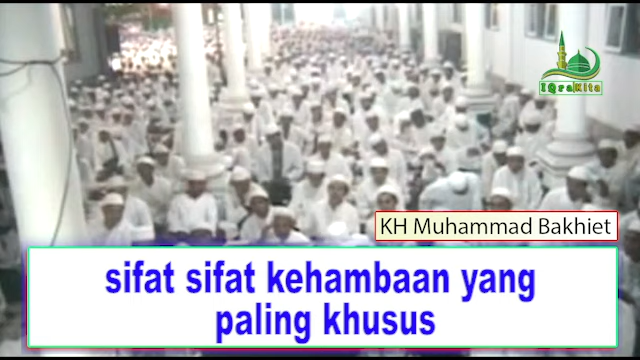 IQraKita
KH Muhammad Bakhiet
sifat sifat kehambaan yang
paling khusus